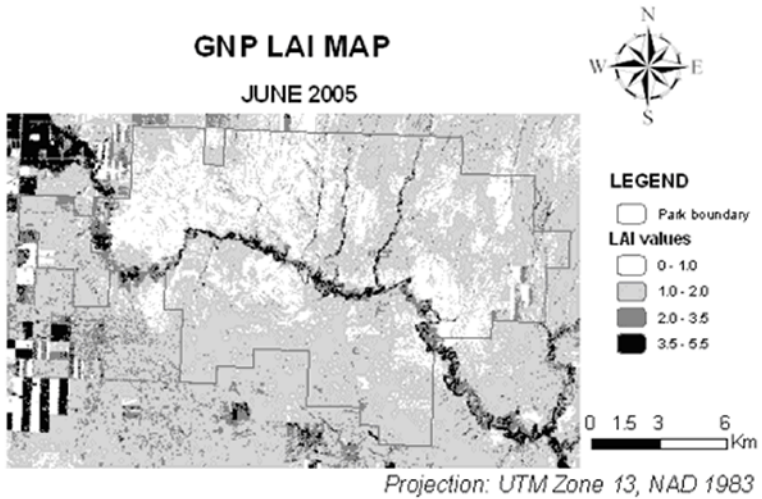 GNP LAI MAP
JUNE 2005
N
W E
S
LEGEND
Park boundary
LAI values
0 - 1.0
1.0 - 2.0
2.0 - 3.5
3.5 - 5.5
0 1.5 3 6
Km
Projection: UTM Zone 13, NAD 1983